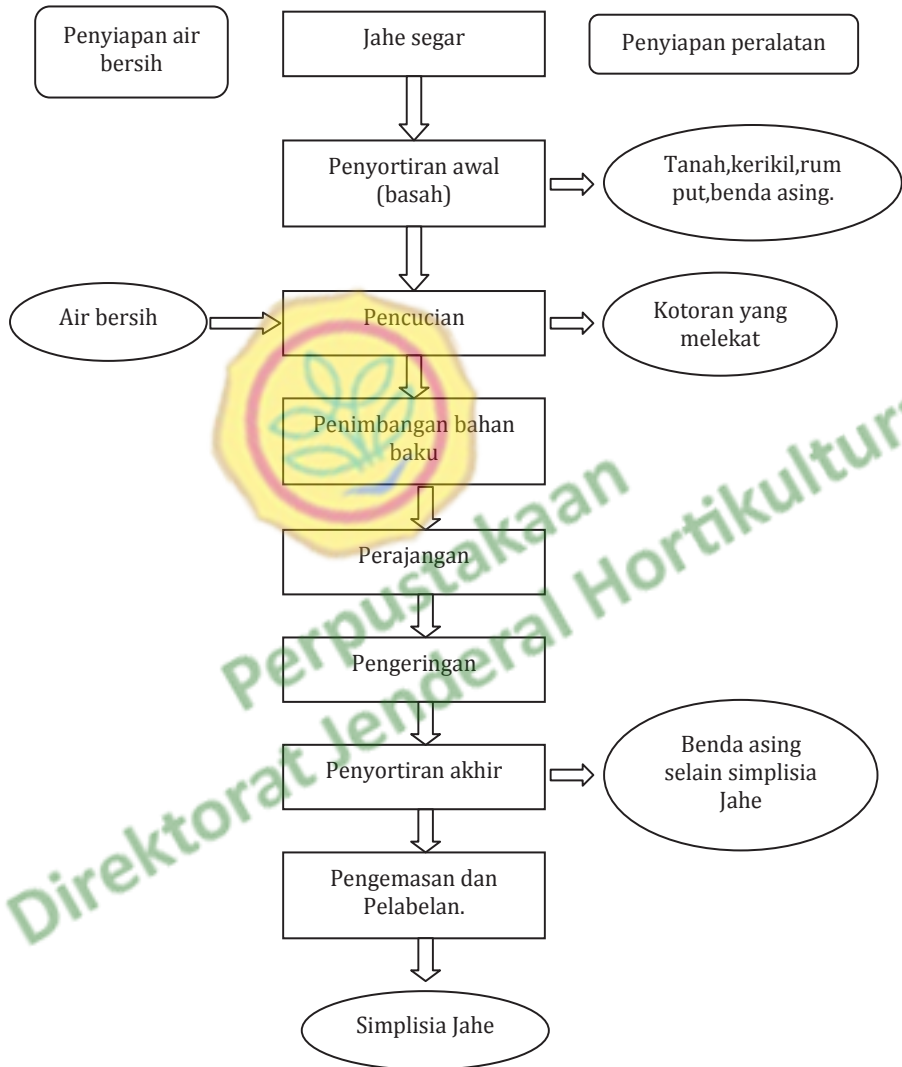 Penyiapan air
bersih
Jahe segar
Penyiapan peralatan
Penyortiran awal
(basah)
Tanah,kerikil,rum
put,benda asing.
Air bersih
Pencucian
Kotoran yang
melekat
Penimbangan bahan
baku
Perajangan
Pengeringan
Penyortiran akhir
Benda asing
selain simplisia
Jahe
Pengemasan dan
Pelabelan.
Simplisia Jahe
Perpustakaan
Direktorat Jenderal Hortikultura